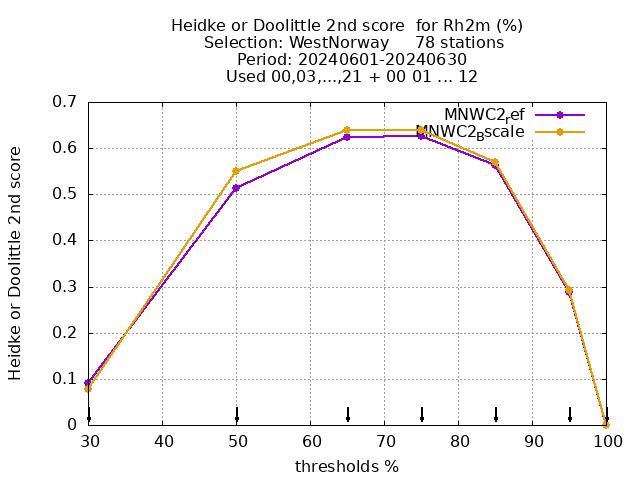 Heidke or Doolittle 2nd score  for Rh2m (%)
Selection: WestNorway     78 stations
Period: 20240601-20240630
Used 00,03,...,21 + 00 01 ... 12
MNWC2_ref
MNWC2_Bscale
Heidke or Doolittle 2nd score
0.7
0.6
0.5
0.4
0.3
0.2
0.1
0
30 40 50 60 70 80 90 100
thresholds %